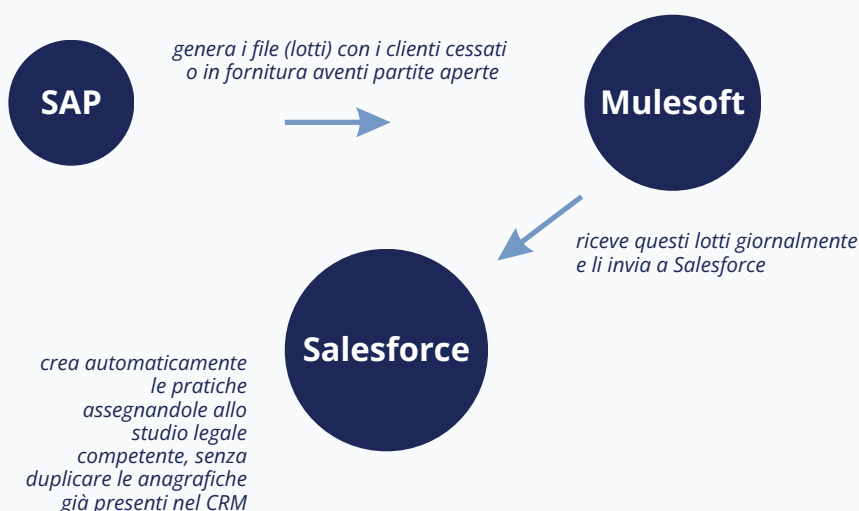 SAP
genera i file (lotti) con i clienti cessati
o in fornitura aventi partite aperte
Mulesoft
riceve questi lotti giornalmente
e li invia a Salesforce
Salesforce
crea automaticamente
le pratiche
assegnandole allo
studio legale
competente, senza
duplicare le anagrafiche
già presenti nel CRM